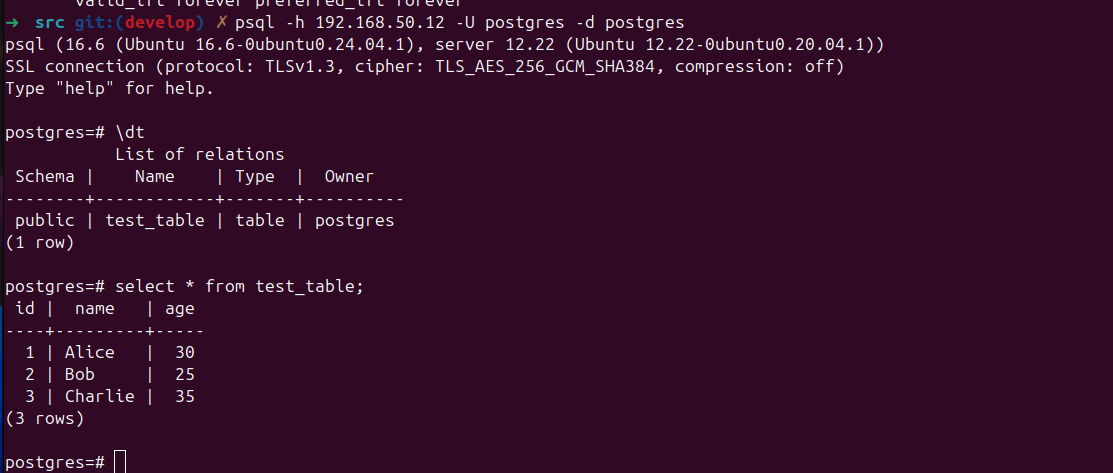 valid_lft forever preferred_lft forever
➜  src git:(develop) ✗ psql -h 192.168.50.12 -U postgres -d postgres
psql (16.6 (Ubuntu 16.6-0ubuntu0.24.04.1), server 12.22 (Ubuntu 12.22-0ubuntu0.20.04.1))
SSL connection (protocol: TLSv1.3, cipher: TLS_AES_256_GCM_SHA384, compression: off)
Type "help" for help.

postgres=# \dt
           List of relations
 Schema |    Name    | Type  |  Owner
--------+------------+-------+----------
 public | test_table | table | postgres
(1 row)

postgres=# select * from test_table;
 id |  name   | age
----+---------+-----
  1 | Alice   |  30
  2 | Bob     |  25
  3 | Charlie |  35
(3 rows)

postgres=#